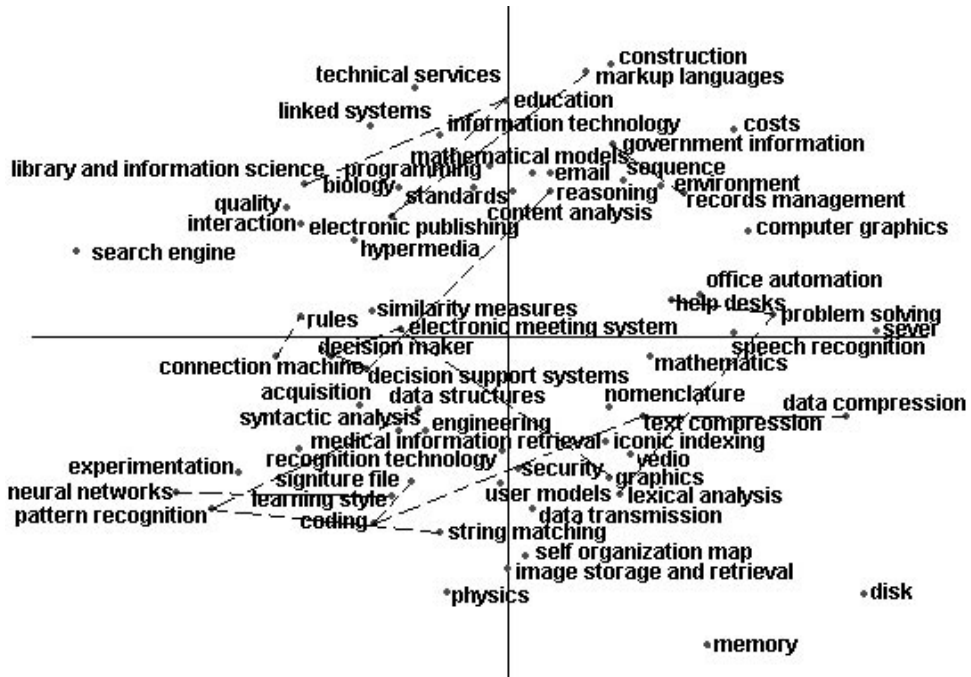 construction
technical services
markup languages
education
linked systems
information technology
costs
government information
mathematical models
library and information science
programming
email
sequence
biology
standards
reasoning
environment
quality
content analysis
records management
interaction
electronic publishing
computer graphics
search engine
hypermedia
office automation
help desks
similarity measures
problem solving
rules
electronic meeting system
sever
decision maker
speech recognition
connection machine
mathematics
decision support systems
acquisition
data structures
nomenclature
data compression
syntactic analysis
engineering
text compression
medical information retrieval
iconic indexing
recognition technology
vedio
experimentation
security
signiture file
graphics
neural networks
learning style
user models
lexical analysis
pattern recognition
coding
data transmission
string matching
self organization map
image storage and retrieval
physics
disk
memory